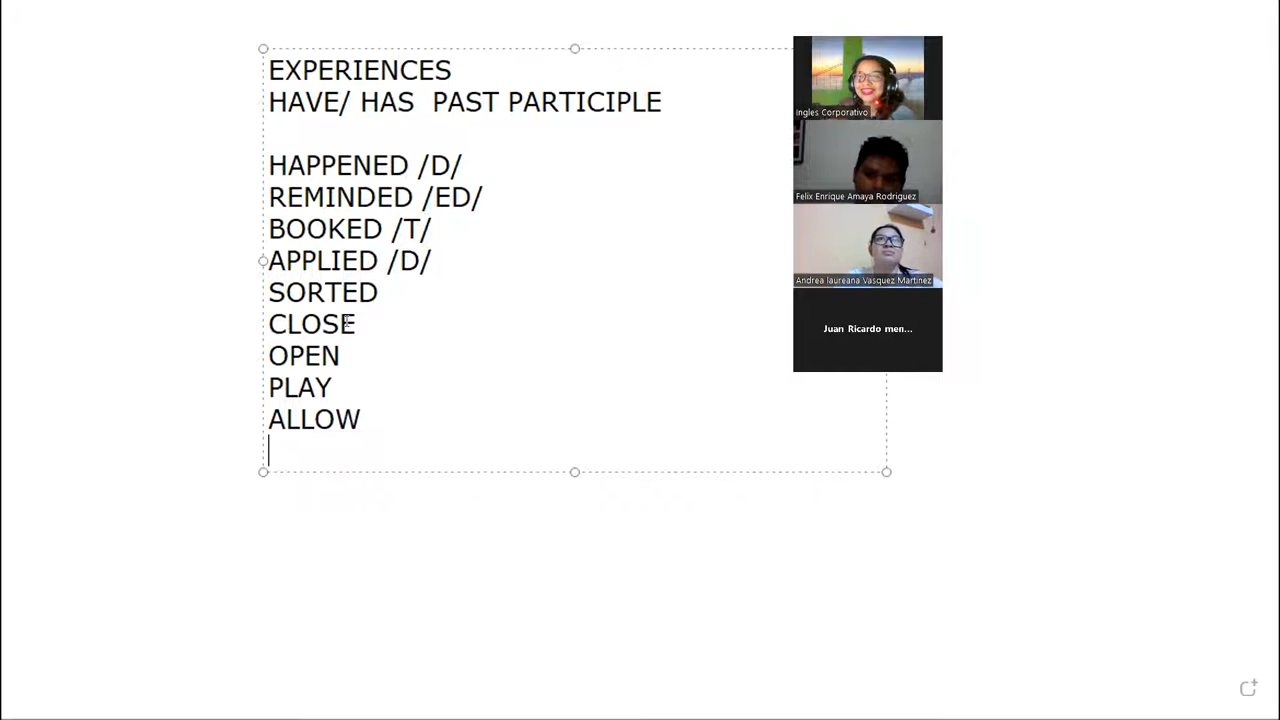 EXPERIENCES
HAVE/ HAS PAST PARTICIPLE
HAPPENED /D/
REMINDED /ED/
BOOKED /T/
APPLIED /D/
SORTED
CLOSE
OPEN
PLAY
ALLOW
Ingles Corporativo
Felix Enrique Amaya Rodriguez
Andrea laureana Vasquez Martinez
Juan Ricardo men...